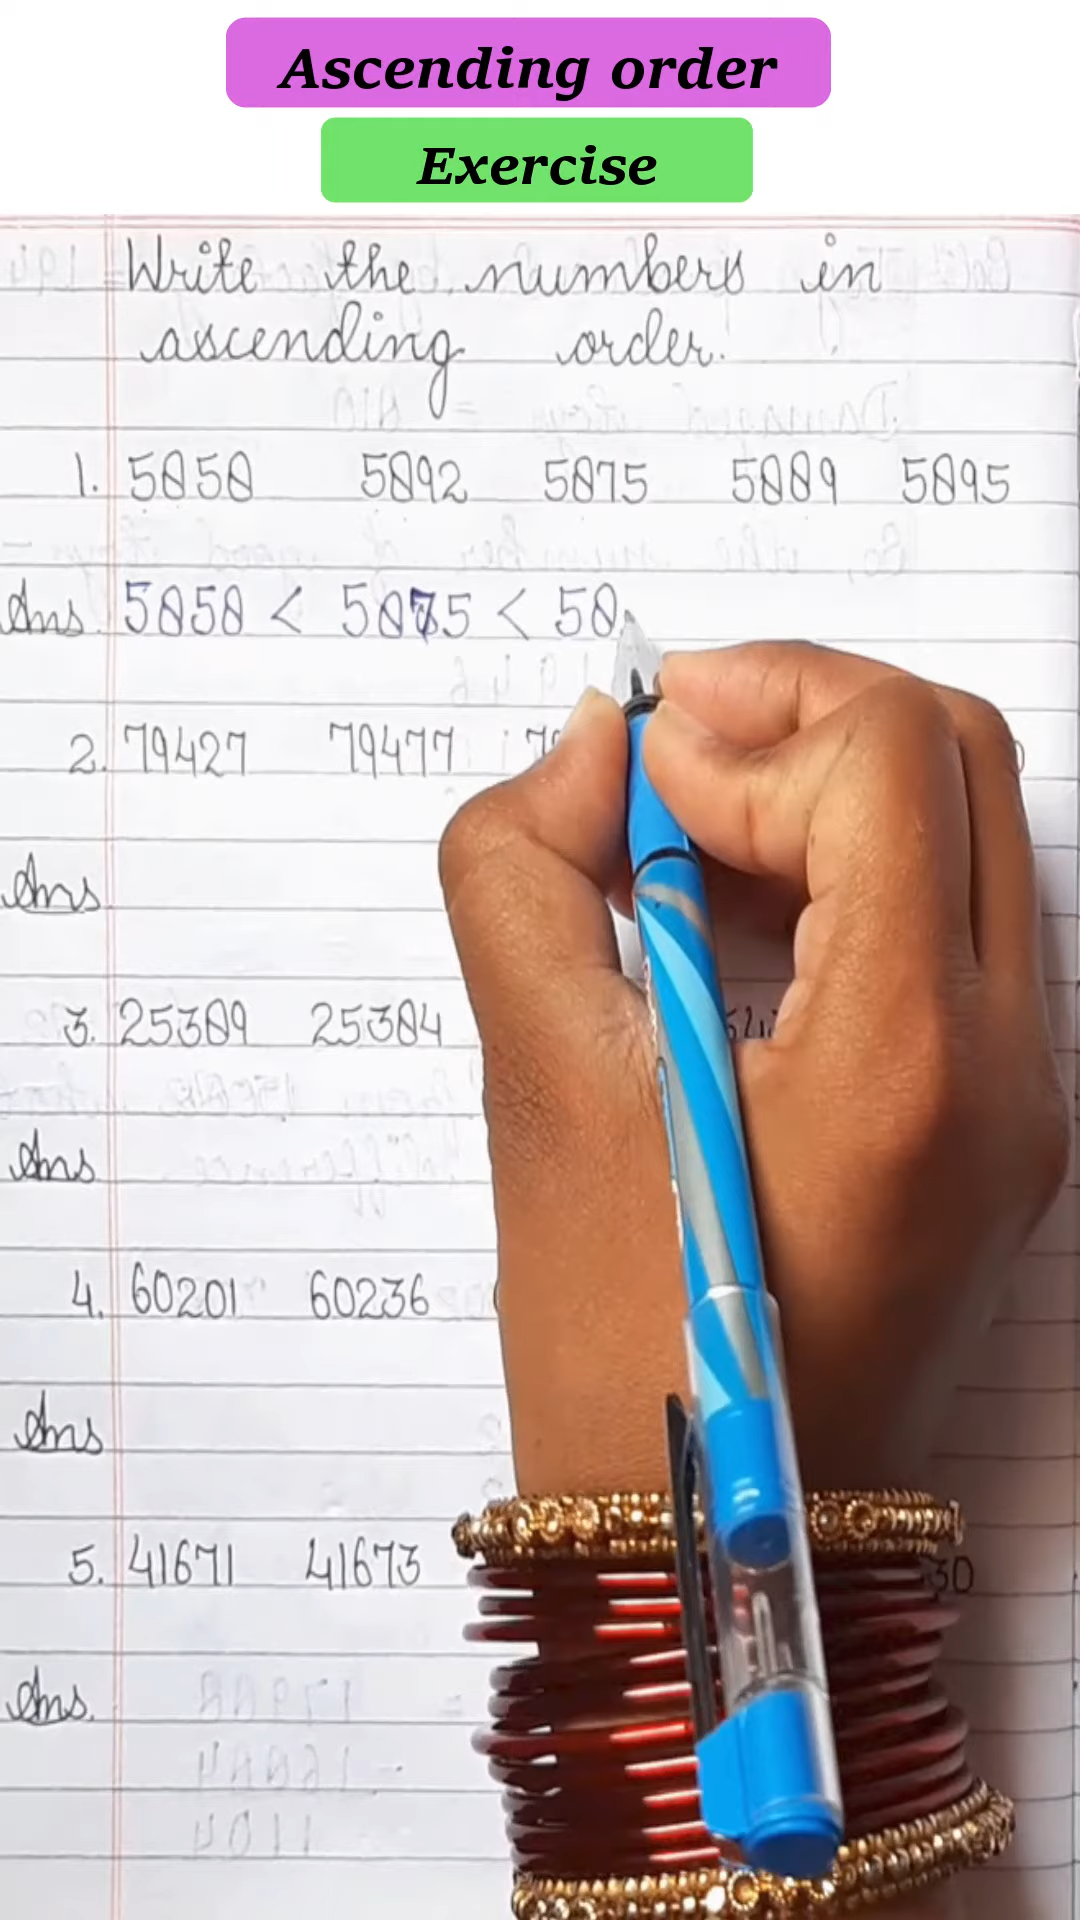 Ascending order
Exercise
Write the numbers in
ascending order.
1. 5858 5892 5875 5889 5895
Ans. 5858 < 5875 < 58
2. 79427 79477
Ans
3. 25389 25384
Ans
4. 60201 60236
Ans
5. 41671 41673 30
Ans.